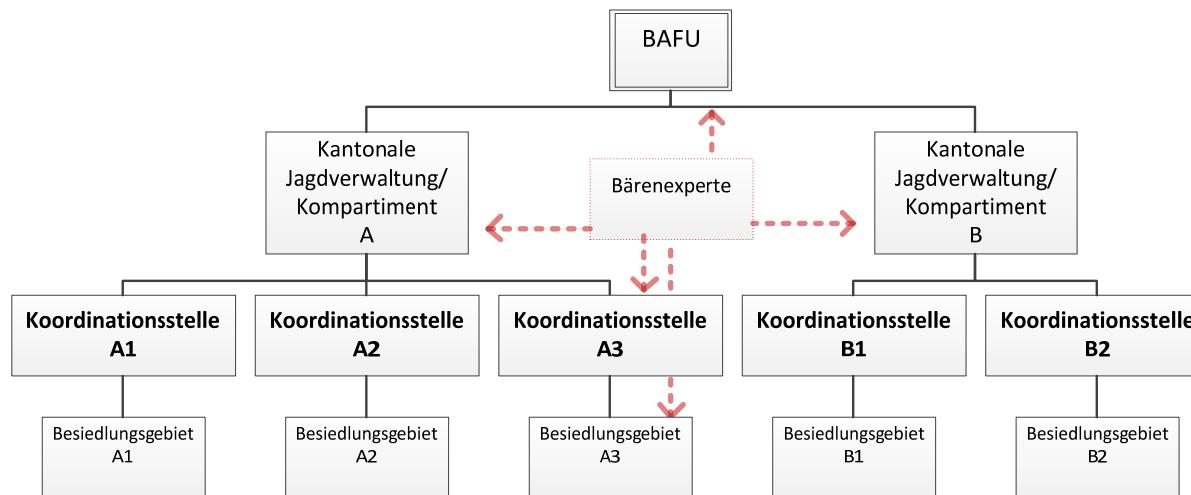 BAFU
Kantonale
Jagdverwaltung/
Kompartiment
A
Bärenexperte
Kantonale
Jagdverwaltung/
Kompartiment
B
Koordinationsstelle
A1
Koordinationsstelle
A2
Koordinationsstelle
A3
Koordinationsstelle
B1
Koordinationsstelle
B2
Besiedlungsgebiet
A1
Besiedlungsgebiet
A2
Besiedlungsgebiet
A3
Besiedlungsgebiet
B1
Besiedlungsgebiet
B2